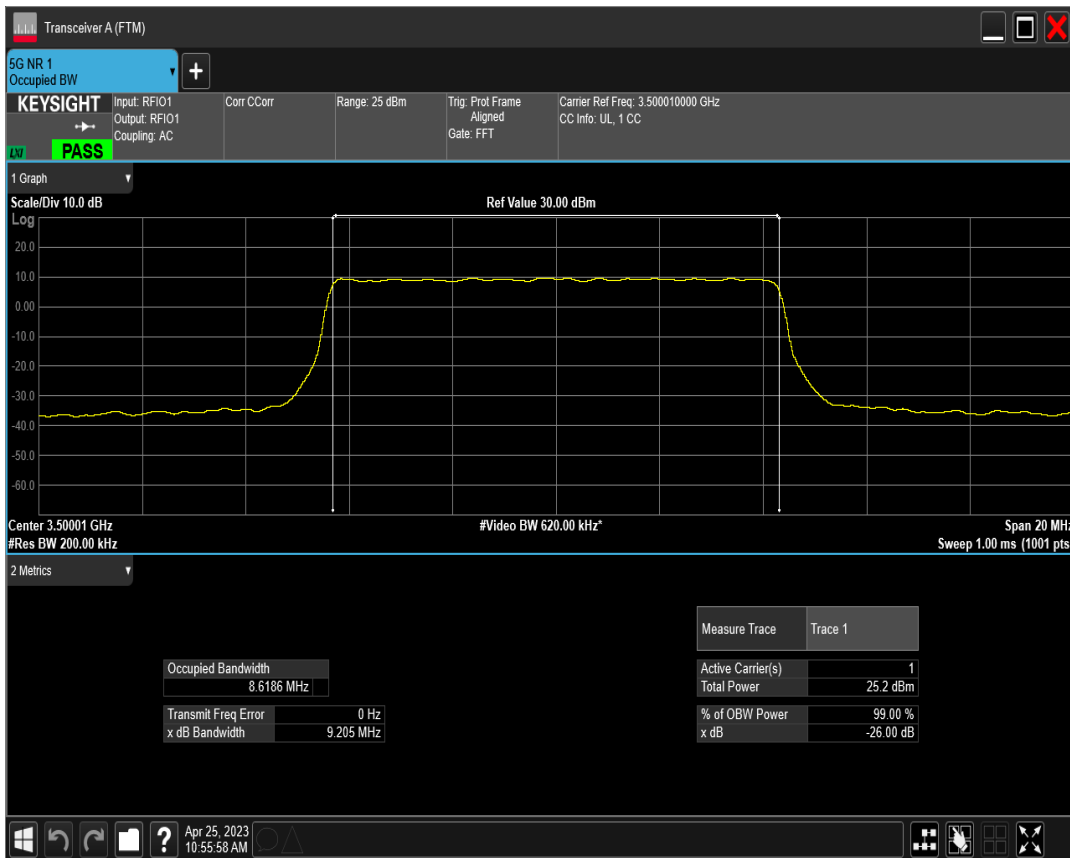 Transceiver A (FTM)
5G NR 1
Occupied BW
+
KEYSIGHT
LXI
PASS
Input: RFIO1
Output: RFIO1
Coupling: AC
Corr CCorr
Range: 25 dBm
Trig: Prot Frame
Aligned
Gate: FFT
Carrier Ref Freq: 3.500010000 GHz
CC Info: UL, 1 CC
1 Graph
Scale/Div 10.0 dB
Ref Value 30.00 dBm
Log
20.0
10.0
0.00
-10.0
-20.0
-30.0
-40.0
-50.0
-60.0
Center 3.50001 GHz
#Video BW 620.00 kHz*
Span 20 MHz
#Res BW 200.00 kHz
Sweep 1.00 ms (1001 pts
2 Metrics
Measure Trace Trace 1
Occupied Bandwidth
8.6186 MHz
Active Carrier(s) 1
Total Power 25.2 dBm
Transmit Freq Error 0 Hz
x dB Bandwidth 9.205 MHz
% of OBW Power 99.00 %
x dB -26.00 dB
?
Apr 25, 2023
10:55:58 AM